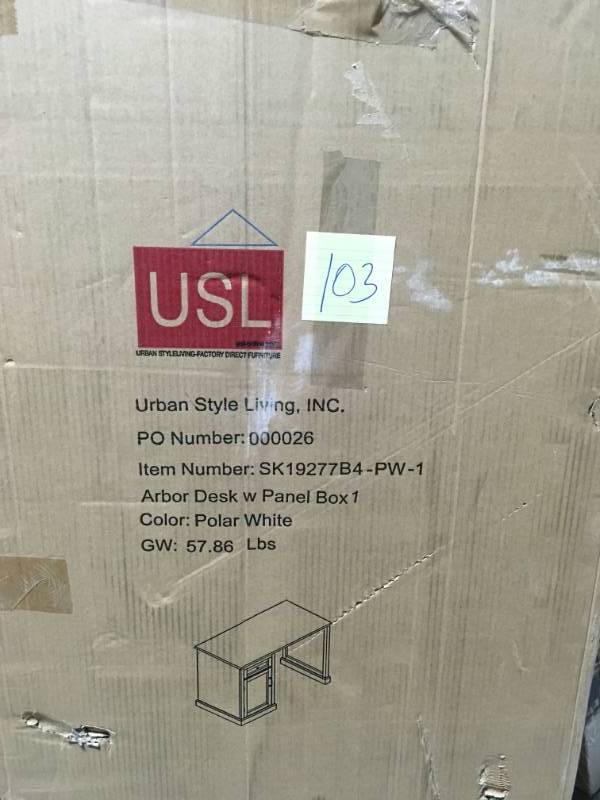 USL
103
URBAN STYLELIVING-FACTORY DIRECT FURNITURE
Urban Style Living, INC.
PO Number: 000026
Item Number: SK19277B4-PW-1
Arbor Desk w Panel Box 1
Color: Polar White
GW: 57.86 Lbs